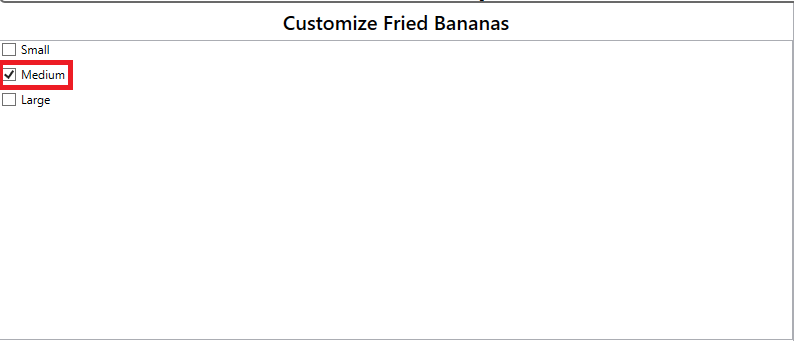 Customize Fried Bananas
Small
Medium
Large